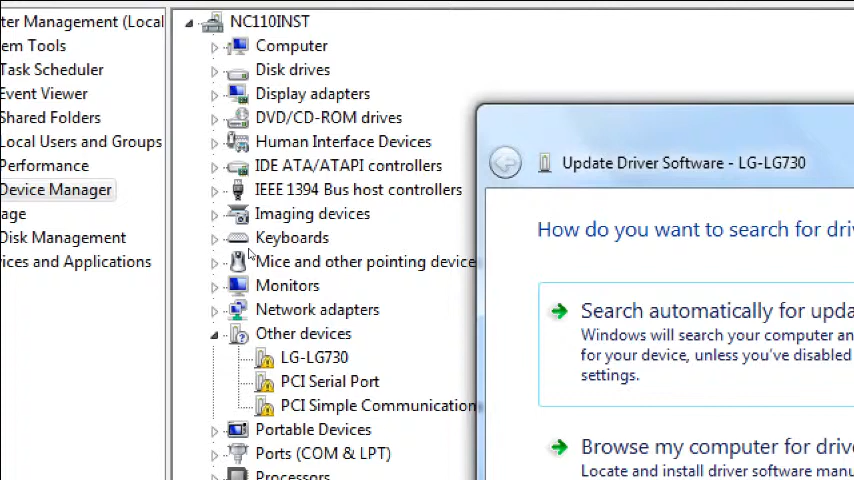 ter Management (Local
em Tools
Task Scheduler
Event Viewer
Shared Folders
Local Users and Groups
Performance
Device Manager
age
Disk Management
ices and Applications
NC110INST
Computer
Disk drives
Display adapters
DVD/CD-ROM drives
Human Interface Devices
IDE ATA/ATAPI controllers
IEEE 1394 Bus host controllers
Imaging devices
Keyboards
Mice and other pointing device
Monitors
Network adapters
Other devices
LG-LG730
PCI Serial Port
PCI Simple Communication
Portable Devices
Ports (COM & LPT)
Processors
Update Driver Software - LG-LG730
How do you want to search for dri
Search automatically for upda
Windows will search your computer an
for your device, unless you've disabled
settings.
Browse my computer for drive
Locate and install driver software manu